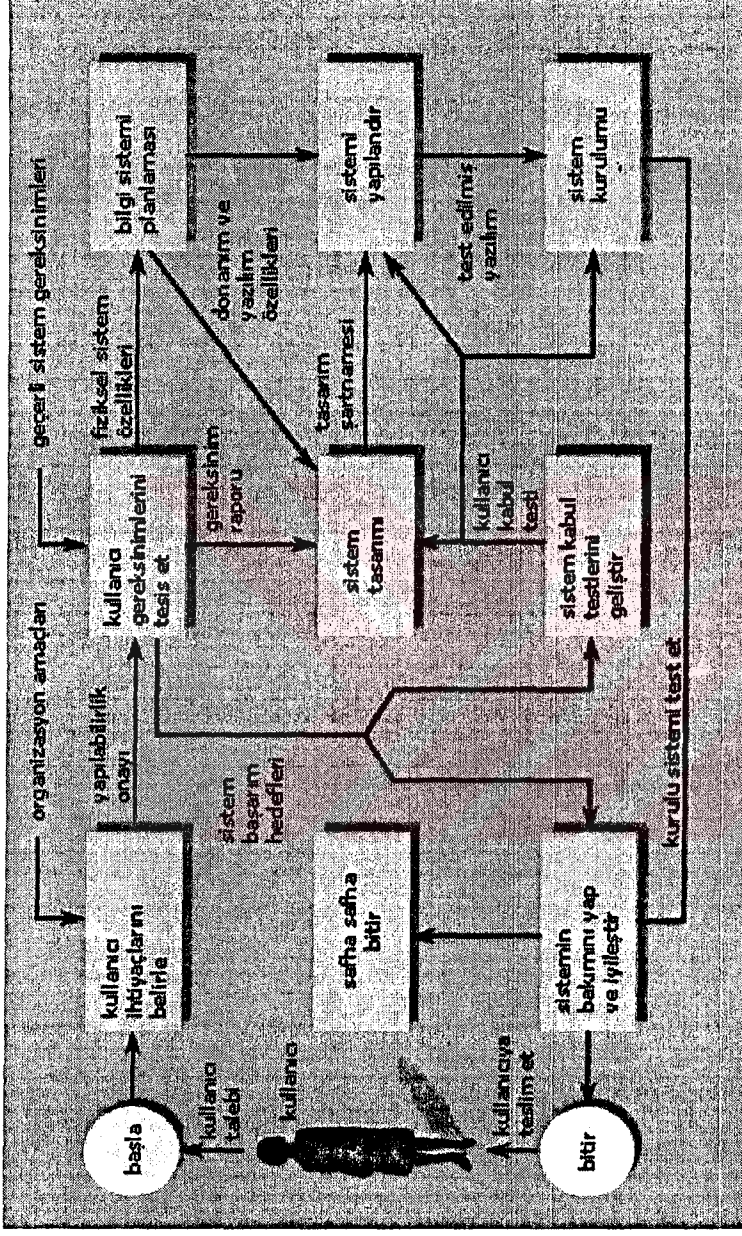 organizasyon amaçları
geçerli sistem gereksinimleri
başla
kullanıcı
ihtiyaçlarını
belirle
yapılabilirlik
onayı
kullanıcı
gereksinimlerini
tesis et
fiziksel sistem
özellikleri
bilgi sistemi
planlaması
kullanıcı
talebi
kullanıcı
sistem
başarım
hedefleri
gereksinim
raporu
donanım ve
yazılım
özellikleri
safha safha
bitir
sistem
tasarımı
tasarım
şartnamesi
sistemi
yapılandır
kullanıcıya
teslim et
kullanıcı
kabul
testi
test edilmiş
yazılım
bitir
sistemin
bakımını yap
ve iyileştir
sistem kabul
testlerini
geliştir
sistem
kurulumu
kurulu sistemi test et